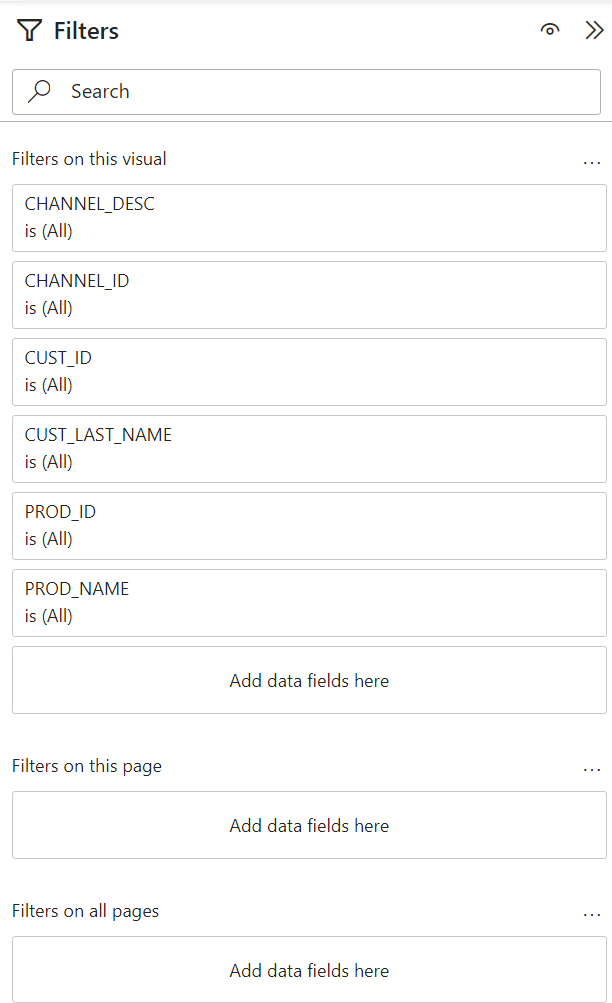 Filters
Search
Filters on this visual
...
CHANNEL_DESC
is (All)
CHANNEL_ID
is (All)
CUST_ID
is (All)
CUST_LAST_NAME
is (All)
PROD_ID
is (All)
PROD_NAME
is (All)
Add data fields here
Filters on this page
...
Add data fields here
Filters on all pages
...
Add data fields here